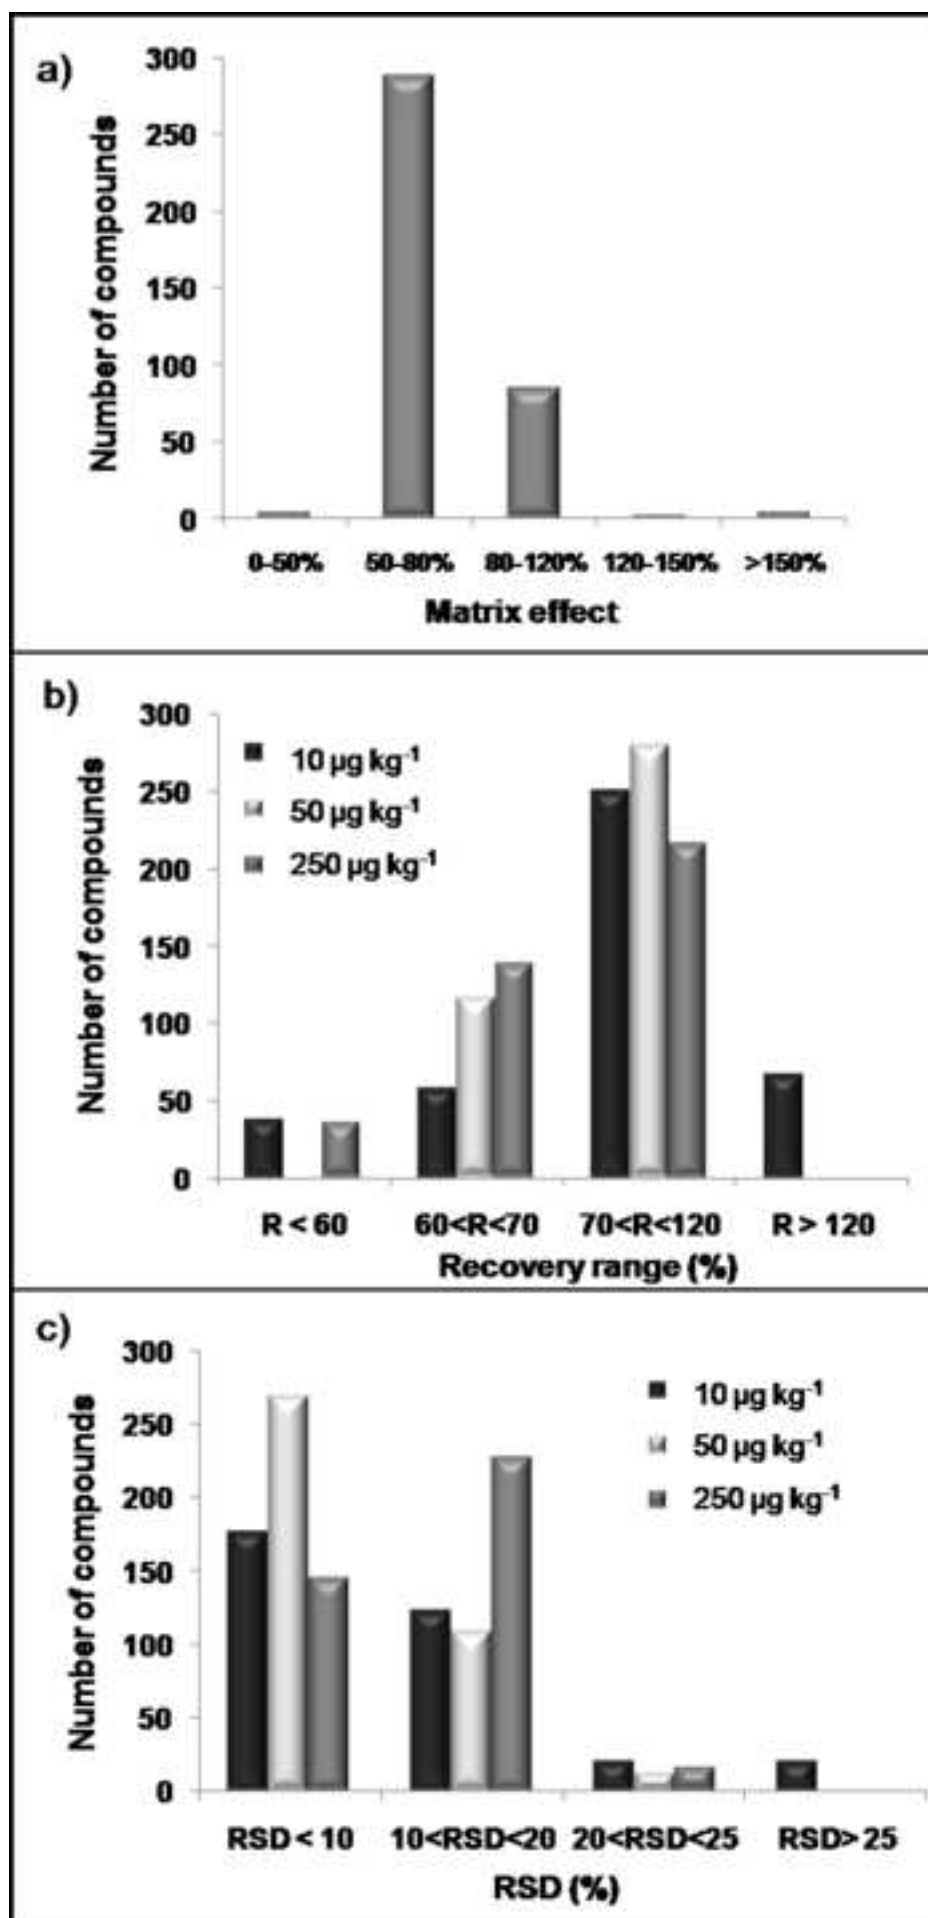 a)
Number of compounds
300
250
200
150
100
50
0
0-50% 50-80% 80-120% 120-150% >150%
Matrix effect
b)
Number of compounds
300
250
200
150
100
50
0
10 µg kg⁻¹
50 µg kg⁻¹
250 µg kg⁻¹
R < 60 60<R<70 70<R<120 R > 120
Recovery range (%)
c)
Number of compounds
300
250
200
150
100
50
0
10 µg kg⁻¹
50 µg kg⁻¹
250 µg kg⁻¹
RSD < 10 10<RSD<20 20<RSD<25 RSD> 25
RSD (%)